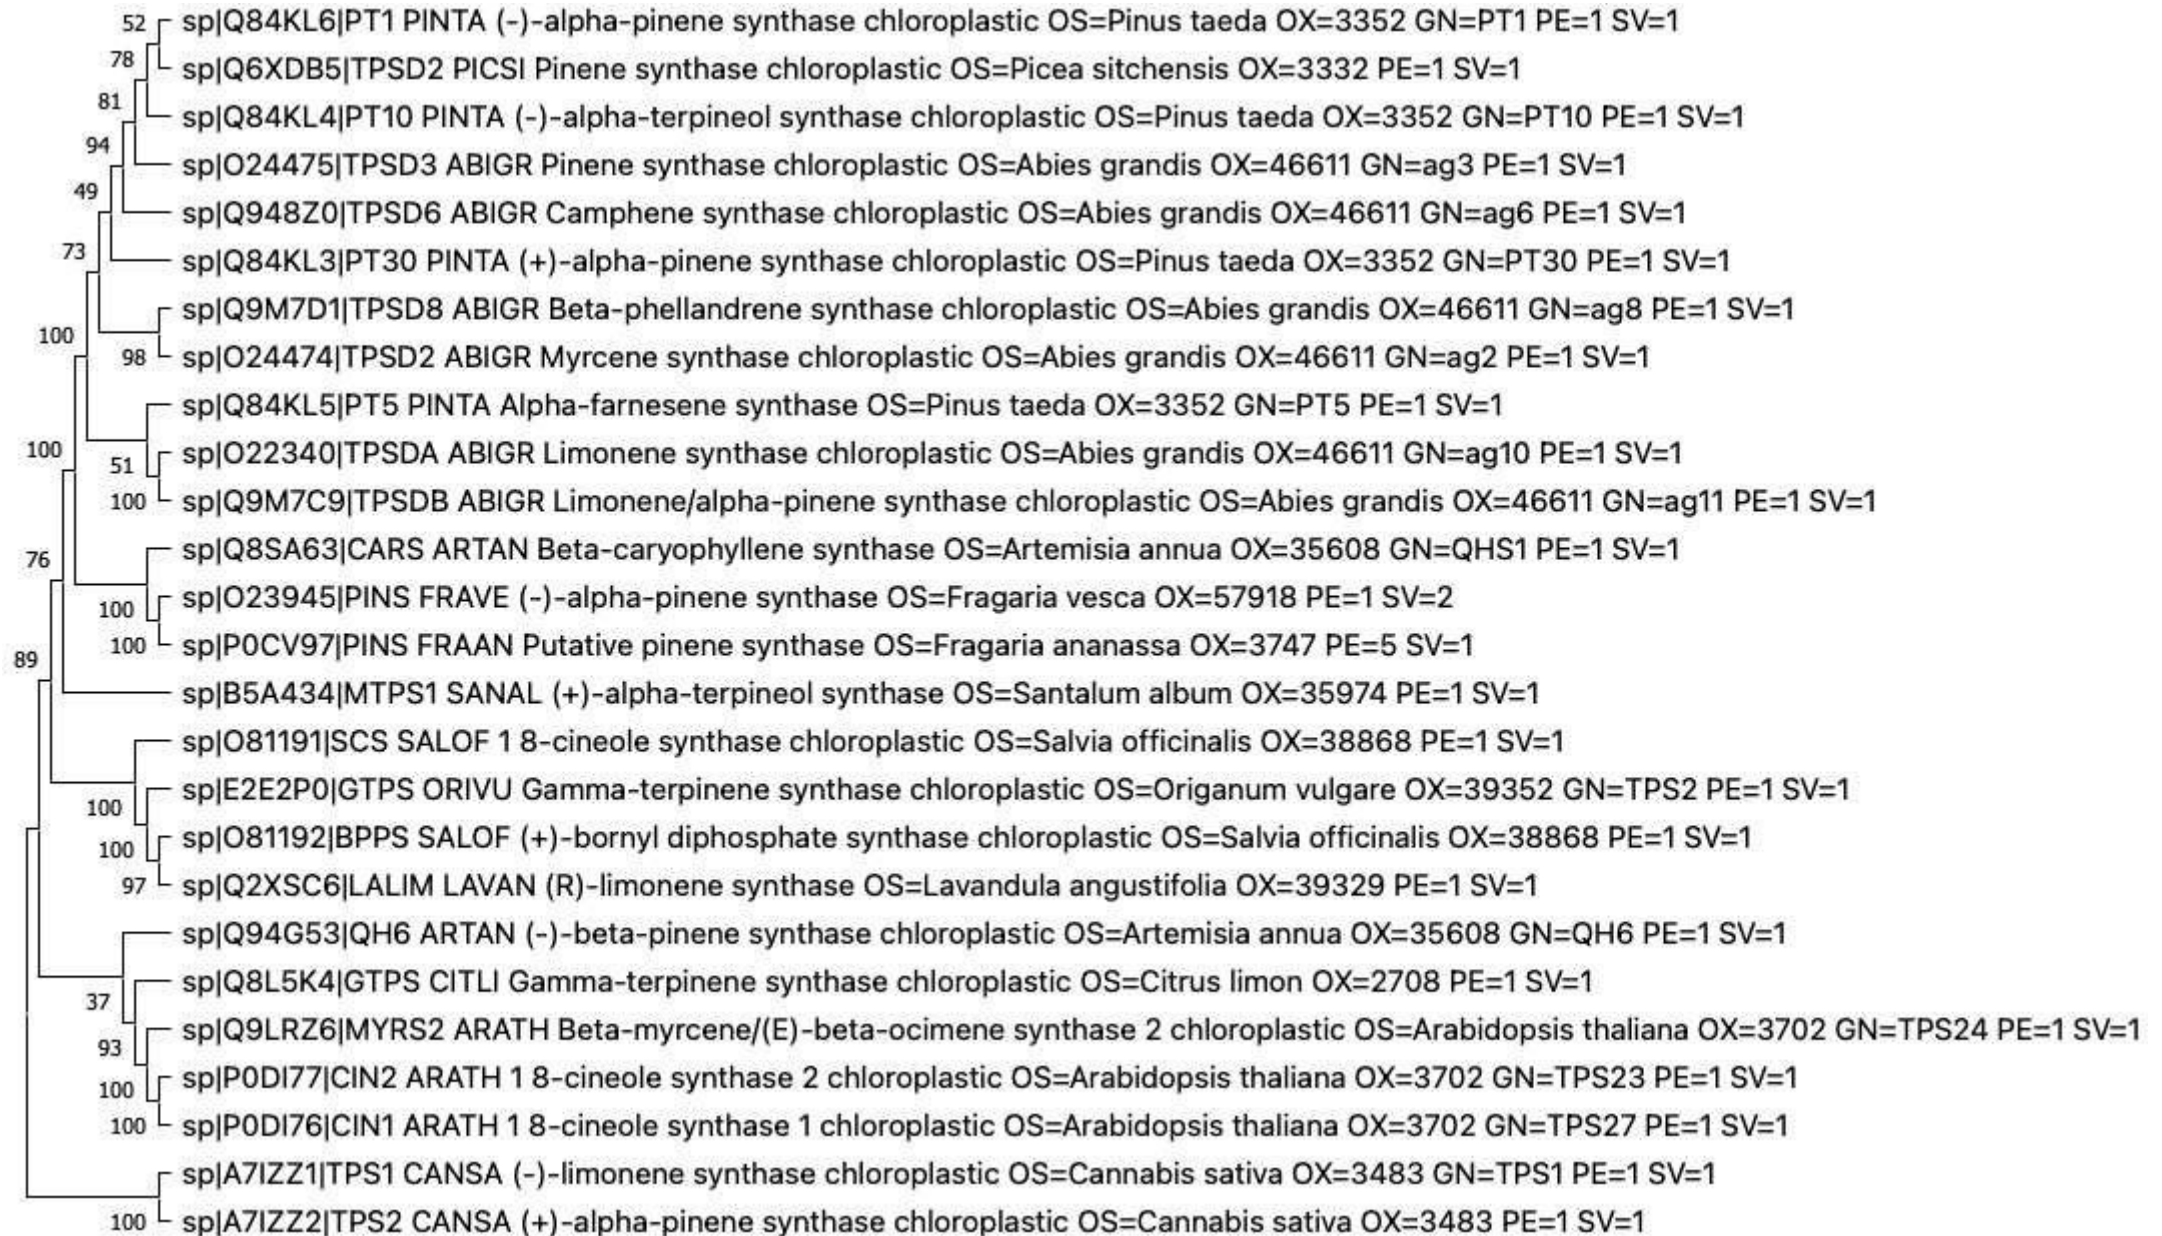 52 sp|Q84KL6|PT1 PINTA (-)-alpha-pinene synthase chloroplastic OS=Pinus taeda OX=3352 GN=PT1 PE=1 SV=1
78
sp|Q6XDB5|TPSD2 PICSI Pinene synthase chloroplastic OS=Picea sitchensis OX=3332 PE=1 SV=1
81
sp|Q84KL4|PT10 PINTA (-)-alpha-terpineol synthase chloroplastic OS=Pinus taeda OX=3352 GN=PT10 PE=1 SV=1
94
sp|O24475|TPSD3 ABIGR Pinene synthase chloroplastic OS=Abies grandis OX=46611 GN=ag3 PE=1 SV=1
49
sp|Q948Z0|TPSD6 ABIGR Camphene synthase chloroplastic OS=Abies grandis OX=46611 GN=ag6 PE=1 SV=1
73
sp|Q84KL3|PT30 PINTA (+)-alpha-pinene synthase chloroplastic OS=Pinus taeda OX=3352 GN=PT30 PE=1 SV=1
sp|Q9M7D1|TPSD8 ABIGR Beta-phellandrene synthase chloroplastic OS=Abies grandis OX=46611 GN=ag8 PE=1 SV=1
100
98 sp|O24474|TPSD2 ABIGR Myrcene synthase chloroplastic OS=Abies grandis OX=46611 GN=ag2 PE=1 SV=1
sp|Q84KL5|PT5 PINTA Alpha-farnesene synthase OS=Pinus taeda OX=3352 GN=PT5 PE=1 SV=1
100
sp|O22340|TPSDA ABIGR Limonene synthase chloroplastic OS=Abies grandis OX=46611 GN=ag10 PE=1 SV=1
51
100 sp|Q9M7C9|TPSDB ABIGR Limonene/alpha-pinene synthase chloroplastic OS=Abies grandis OX=46611 GN=ag11 PE=1 SV=1
sp|Q8SA63|CARS ARTAN Beta-caryophyllene synthase OS=Artemisia annua OX=35608 GN=QHS1 PE=1 SV=1
76
sp|O23945|PINS FRAVE (-)-alpha-pinene synthase OS=Fragaria vesca OX=57918 PE=1 SV=2
100
100 sp|P0CV97|PINS FRAAN Putative pinene synthase OS=Fragaria ananassa OX=3747 PE=5 SV=1
89
sp|B5A434|MTPS1 SANAL (+)-alpha-terpineol synthase OS=Santalum album OX=35974 PE=1 SV=1
sp|O81191|SCS SALOF 1 8-cineole synthase chloroplastic OS=Salvia officinalis OX=38868 PE=1 SV=1
sp|E2E2P0|GTPS ORIVU Gamma-terpinene synthase chloroplastic OS=Origanum vulgare OX=39352 GN=TPS2 PE=1 SV=1
100
sp|O81192|BPPS SALOF (+)-bornyl diphosphate synthase chloroplastic OS=Salvia officinalis OX=38868 PE=1 SV=1
100
97 sp|Q2XSC6|LALIM LAVAN (R)-limonene synthase OS=Lavandula angustifolia OX=39329 PE=1 SV=1
sp|Q94G53|QH6 ARTAN (-)-beta-pinene synthase chloroplastic OS=Artemisia annua OX=35608 GN=QH6 PE=1 SV=1
sp|Q8L5K4|GTPS CITLI Gamma-terpinene synthase chloroplastic OS=Citrus limon OX=2708 PE=1 SV=1
37
sp|Q9LRZ6|MYRS2 ARATH Beta-myrcene/(E)-beta-ocimene synthase 2 chloroplastic OS=Arabidopsis thaliana OX=3702 GN=TPS24 PE=1 SV=1
93
sp|P0DI77|CIN2 ARATH 1 8-cineole synthase 2 chloroplastic OS=Arabidopsis thaliana OX=3702 GN=TPS23 PE=1 SV=1
100
100 sp|P0DI76|CIN1 ARATH 1 8-cineole synthase 1 chloroplastic OS=Arabidopsis thaliana OX=3702 GN=TPS27 PE=1 SV=1
sp|A7IZZ1|TPS1 CANSA (-)-limonene synthase chloroplastic OS=Cannabis sativa OX=3483 GN=TPS1 PE=1 SV=1
100 sp|A7IZZ2|TPS2 CANSA (+)-alpha-pinene synthase chloroplastic OS=Cannabis sativa OX=3483 PE=1 SV=1